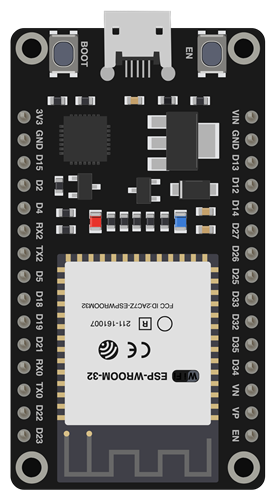 BOOT
EN
3V3
GND
D15
D2
D4
RX2
TX2
D5
D18
D19
D21
RX0
TX0
D22
D23
VIN
GND
D13
D12
D14
D27
D26
D25
D33
D32
D35
D34
VN
VP
EN
WiFi ESP-WROOM-32
CE
R 211-161007
FCC ID:2AC7Z-ESPWROOM32